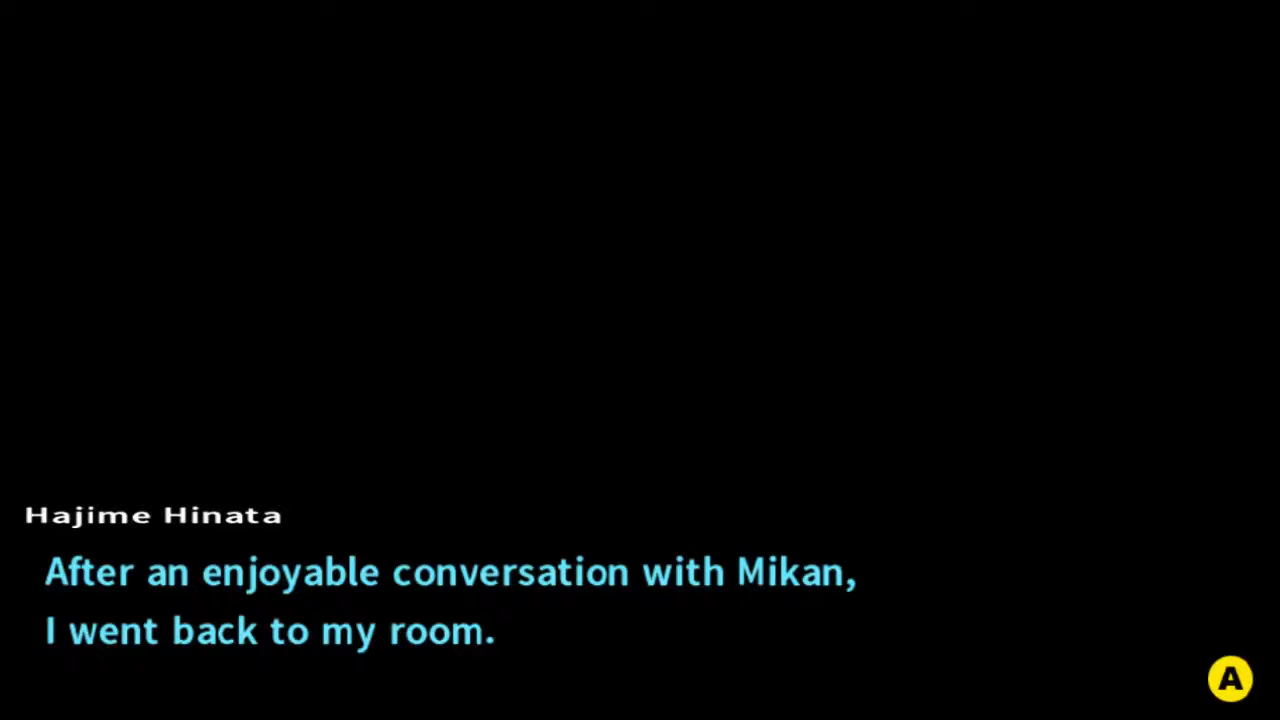 Hajime Hinata
After an enjoyable conversation with Mikan,
I went back to my room.
A